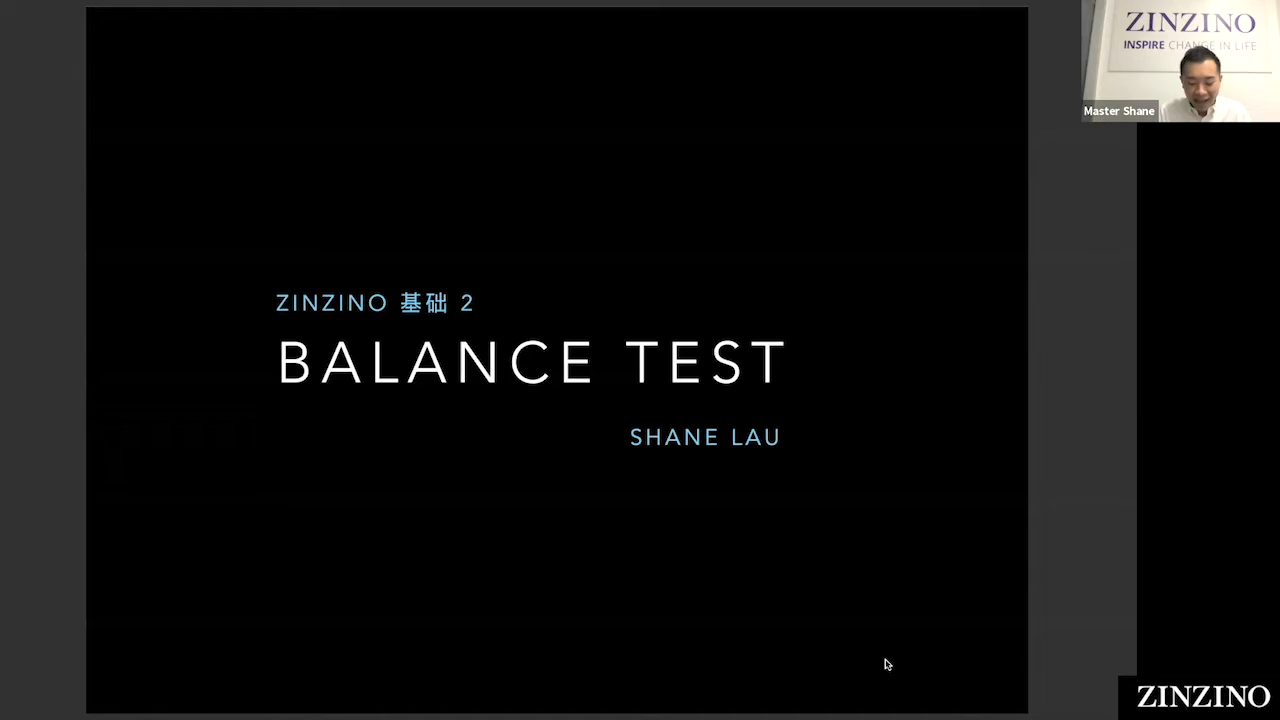 ZINZINO
INSPIRE CHANGE IN LIFE
Master Shane
ZINZINO 基础 2
BALANCE TEST
SHANE LAU
ZINZINO